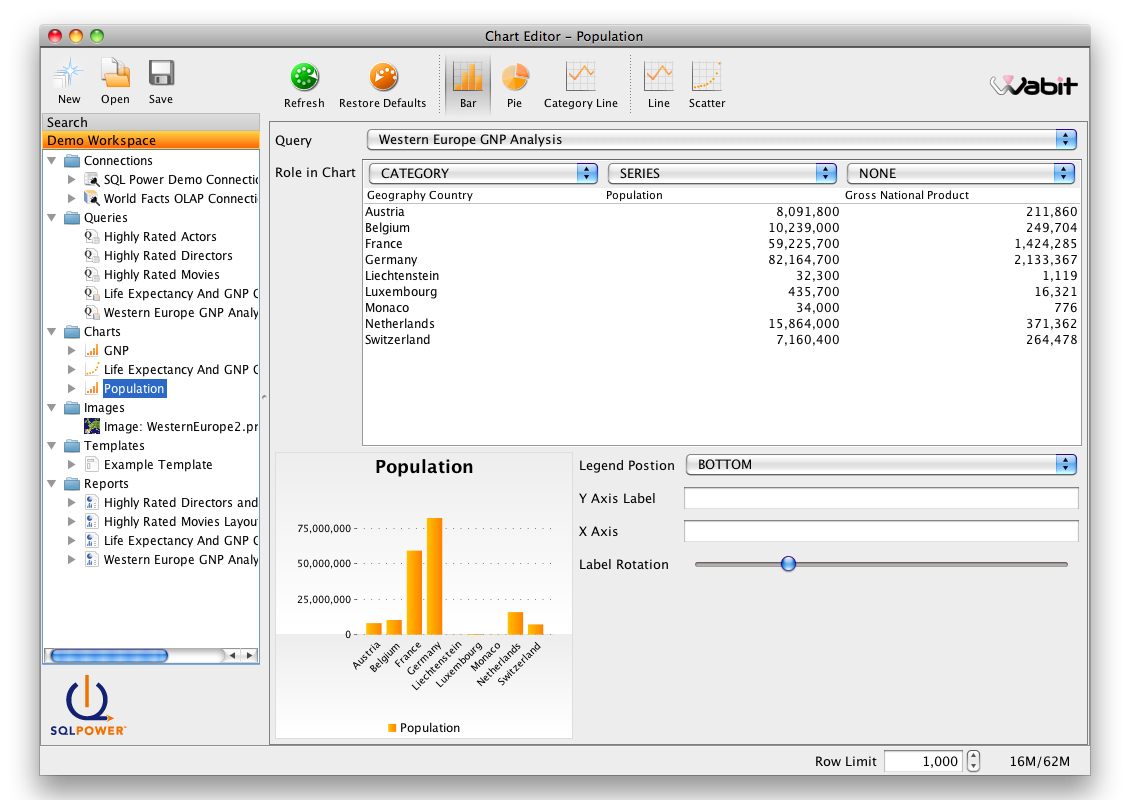 Chart Editor – Population
New Open Save Refresh Restore Defaults Bar Pie Category Line Line Scatter
Wabit
Search
Demo Workspace
Connections
SQL Power Demo Connecti
World Facts OLAP Connecti
Queries
Highly Rated Actors
Highly Rated Directors
Highly Rated Movies
Life Expectancy And GNP C
Western Europe GNP Analy
Charts
GNP
Life Expectancy And GNP C
Population
Images
Image: WesternEurope2.pr
Templates
Example Template
Reports
Highly Rated Directors and
Highly Rated Movies Layou
Life Expectancy And GNP C
Western Europe GNP Analy
SQLPOWER
Query Western Europe GNP Analysis
Role in Chart CATEGORY SERIES NONE
Geography Country Population Gross National Product
Austria 8,091,800 211,860
Belgium 10,239,000 249,704
France 59,225,700 1,424,285
Germany 82,164,700 2,133,367
Liechtenstein 32,300 1,119
Luxembourg 435,700 16,321
Monaco 34,000 776
Netherlands 15,864,000 371,362
Switzerland 7,160,400 264,478
Population
75,000,000
50,000,000
25,000,000
0
Austria
Belgium
France
Germany
Liechtenstein
Luxembourg
Monaco
Netherlands
Switzerland
Population
Legend Postion BOTTOM
Y Axis Label
X Axis
Label Rotation
Row Limit 1,000 16M/62M